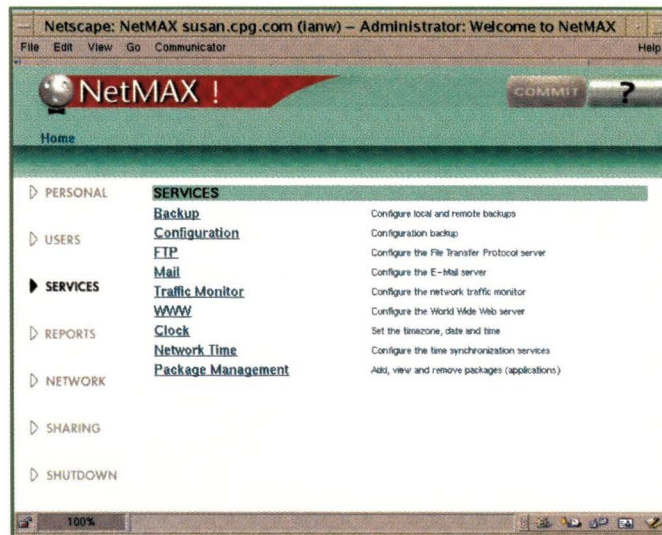 Netscape: NetMAX susan.cpg.com (ianw) – Administrator: Welcome to NetMAX
File Edit View Go Communicator Help
NetMAX !
COMMIT ?
Home
PERSONAL
USERS
SERVICES
REPORTS
NETWORK
SHARING
SHUTDOWN
SERVICES
Backup Configure local and remote backups
Configuration Configuration backup
FTP Configure the File Transfer Protocol server
Mail Configure the E-Mail server
Traffic Monitor Configure the network traffic monitor
WWW Configure the World Wide Web server
Clock Set the timezone, date and time
Network Time Configure the time synchronization services
Package Management Add, view and remove packages (applications)
100%